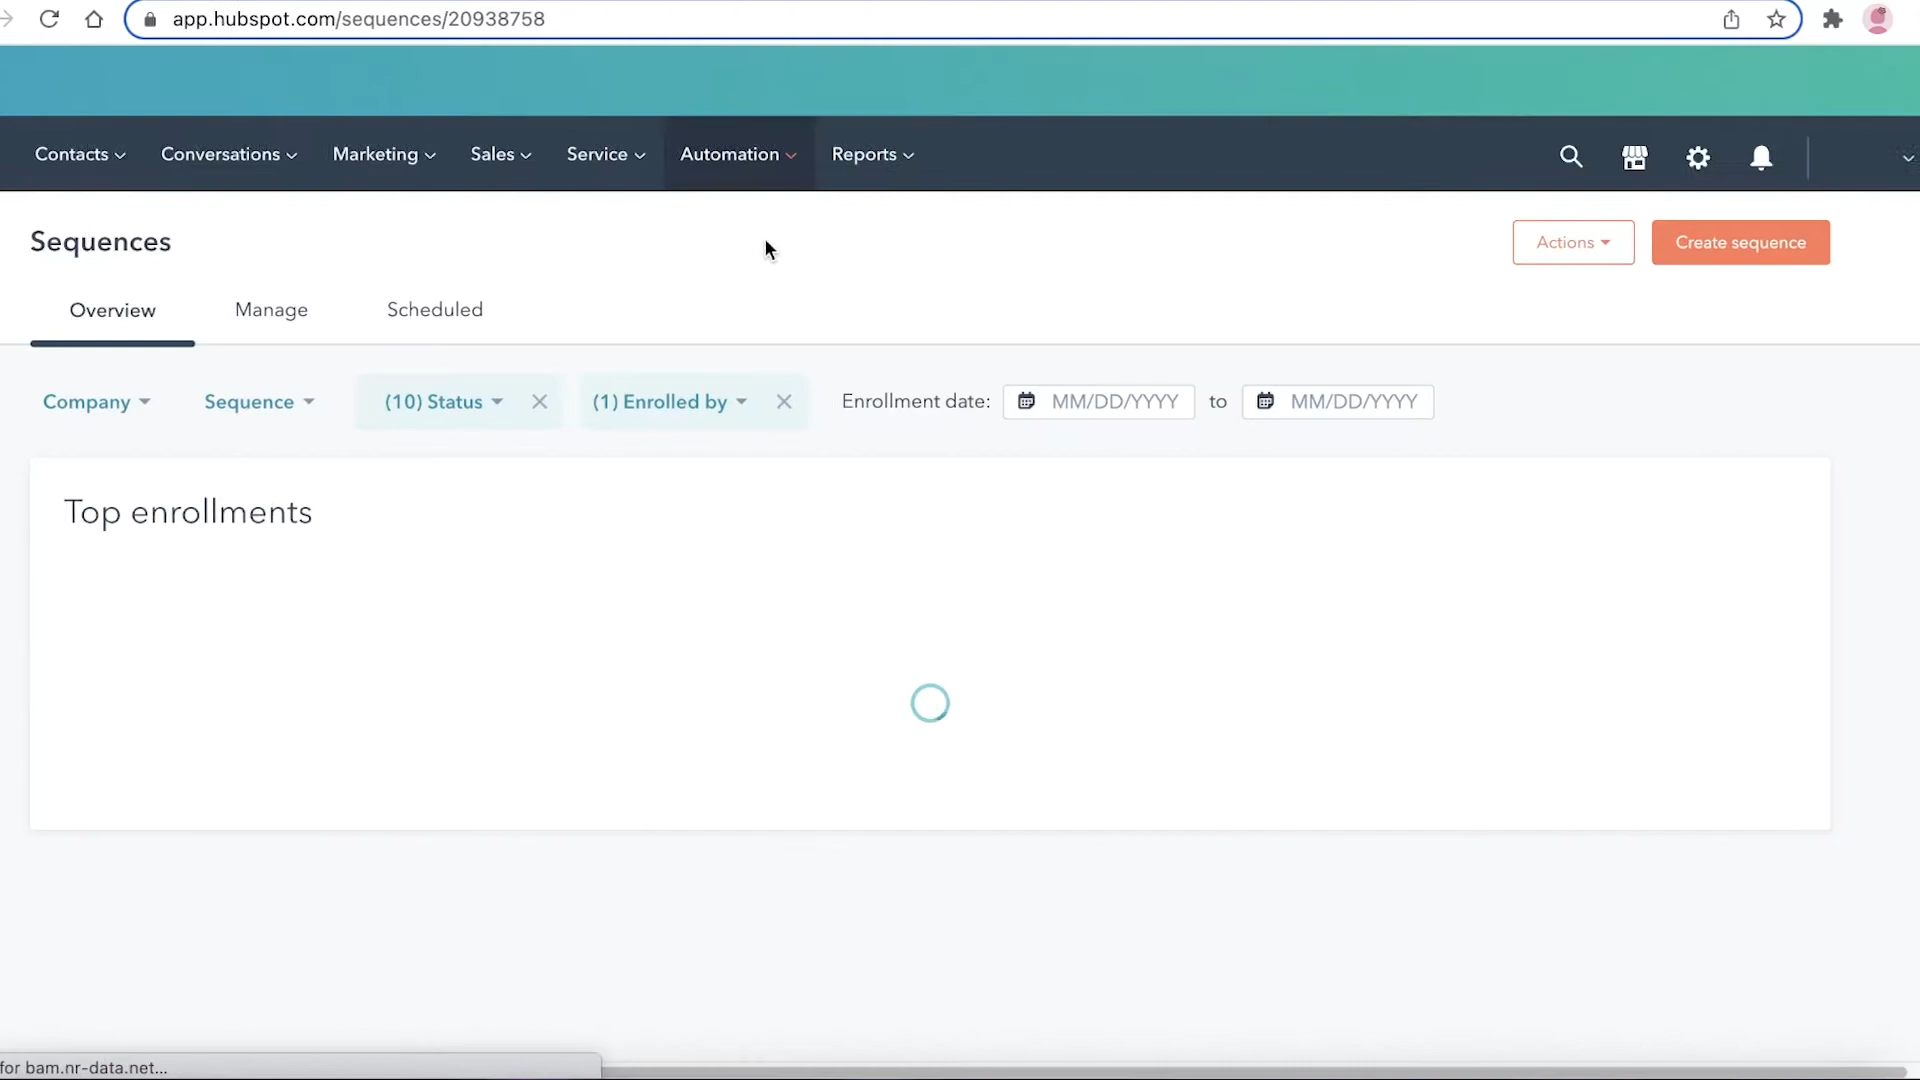 app.hubspot.com/sequences/20938758
Contacts Conversations Marketing Sales Service Automation Reports
Sequences
Actions Create sequence
Overview Manage Scheduled
Company Sequence (10) Status (1) Enrolled by Enrollment date: MM/DD/YYYY to MM/DD/YYYY
Top enrollments
for bam.nr-data.net...